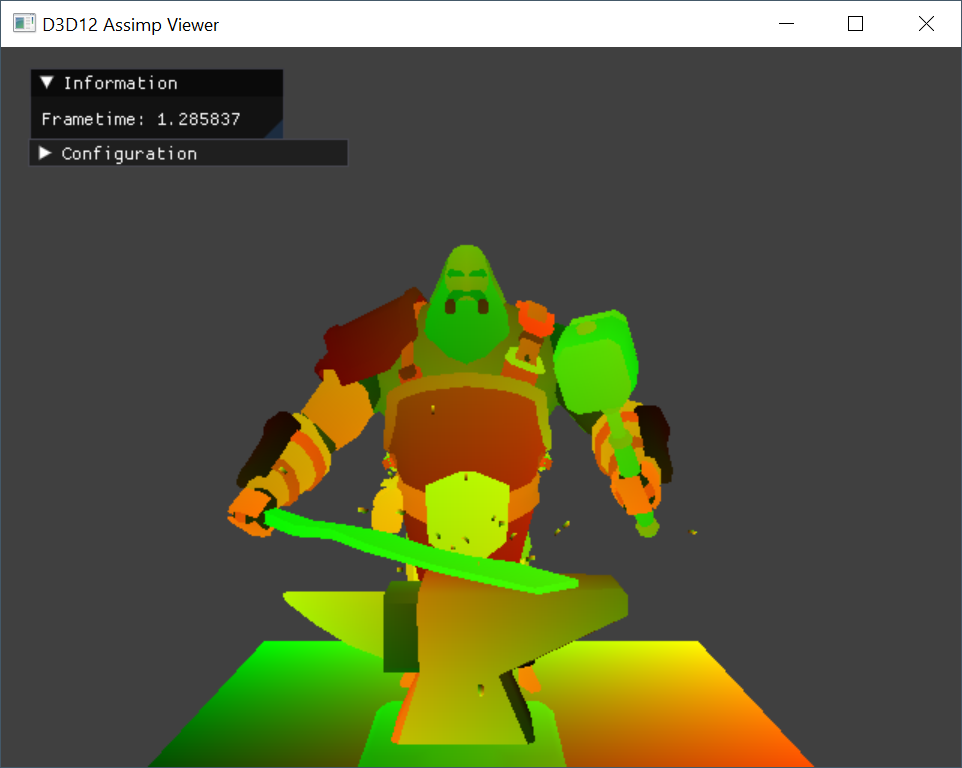 D3D12 Assimp Viewer
Information
Frametime: 1.285837
Configuration